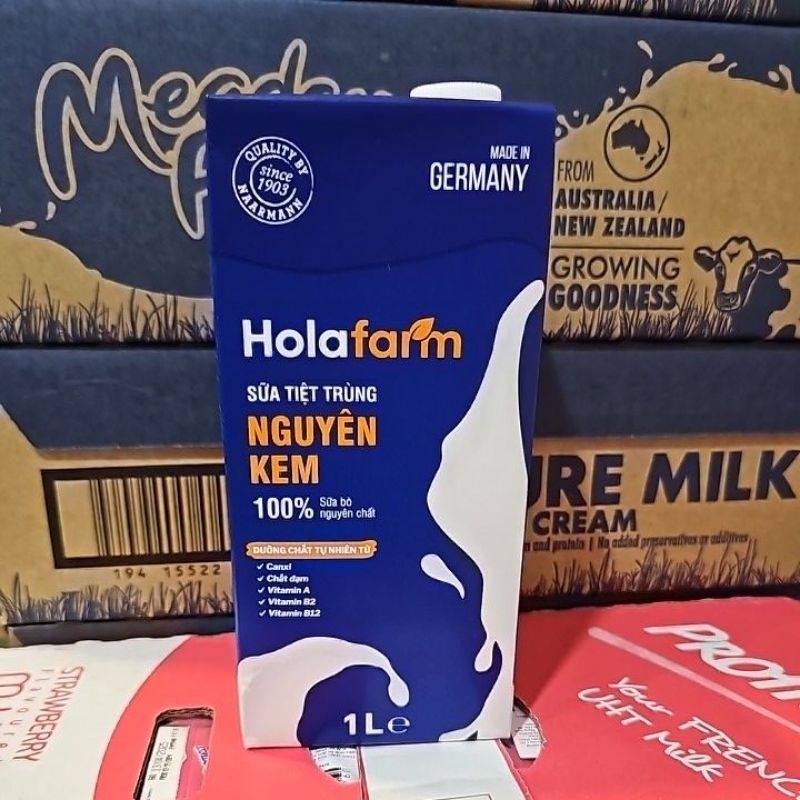 QUALITY BY
since
1903
NAARMANN
MADE IN
GERMANY
FROM
AUSTRALIA/
NEW ZEALAND
GROWING
GOODNESS
Holafarm
SỮA TIỆT TRÙNG
NGUYÊN
KEM
100% Sữa bò
nguyên chất
DƯỠNG CHẤT TỰ NHIÊN TỪ
✓ Canxi
✓ Chất đạm
✓ Vitamin A
✓ Vitamin B2
✓ Vitamin B12
1L e
URE MILK
CREAM
and protein | No added preservatives or additives
194 15522
STRAWBERRY
Your FRENCH
UHT Milk